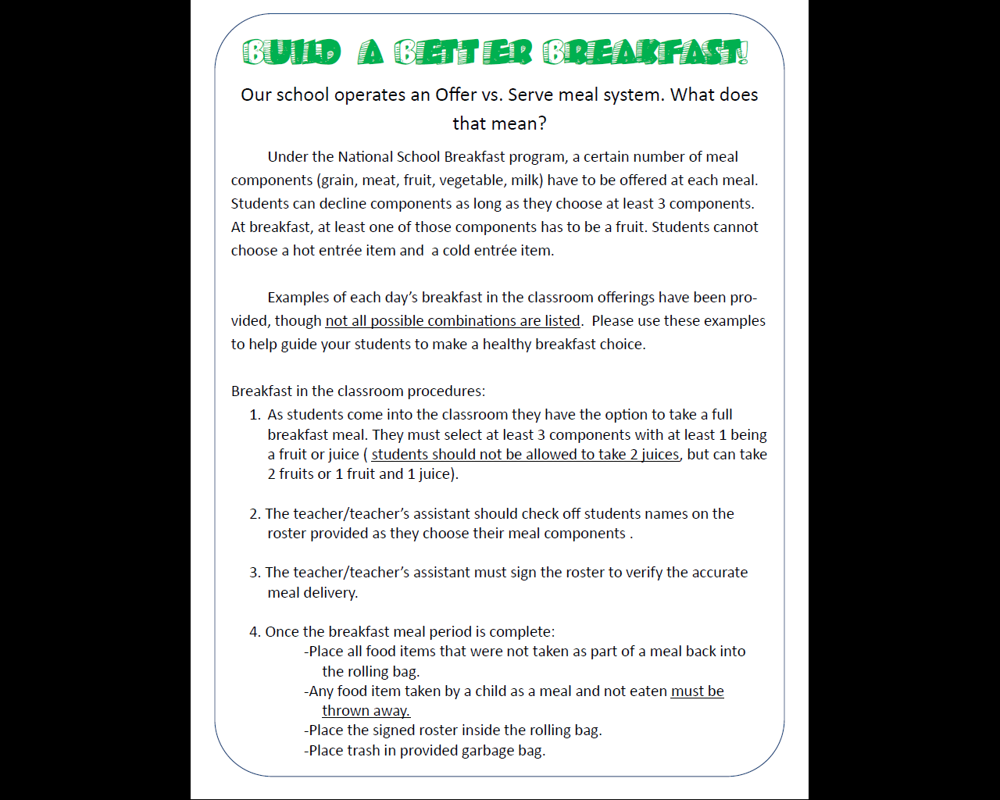 Build a Better Breakfast!
Our school operates an Offer vs. Serve meal system. What does
that mean?
Under the National School Breakfast program, a certain number of meal
components (grain, meat, fruit, vegetable, milk) have to be offered at each meal.
Students can decline components as long as they choose at least 3 components.
At breakfast, at least one of those components has to be a fruit. Students cannot
choose a hot entrée item and  a cold entrée item.
Examples of each day’s breakfast in the classroom offerings have been pro-
vided, though not all possible combinations are listed.  Please use these examples
to help guide your students to make a healthy breakfast choice.
Breakfast in the classroom procedures:
1. As students come into the classroom they have the option to take a full
breakfast meal. They must select at least 3 components with at least 1 being
a fruit or juice ( students should not be allowed to take 2 juices, but can take
2 fruits or 1 fruit and 1 juice).
2. The teacher/teacher’s assistant should check off students names on the
roster provided as they choose their meal components .
3. The teacher/teacher’s assistant must sign the roster to verify the accurate
meal delivery.
4. Once the breakfast meal period is complete:
-Place all food items that were not taken as part of a meal back into
the rolling bag.
-Any food item taken by a child as a meal and not eaten must be
thrown away.
-Place the signed roster inside the rolling bag.
-Place trash in provided garbage bag.